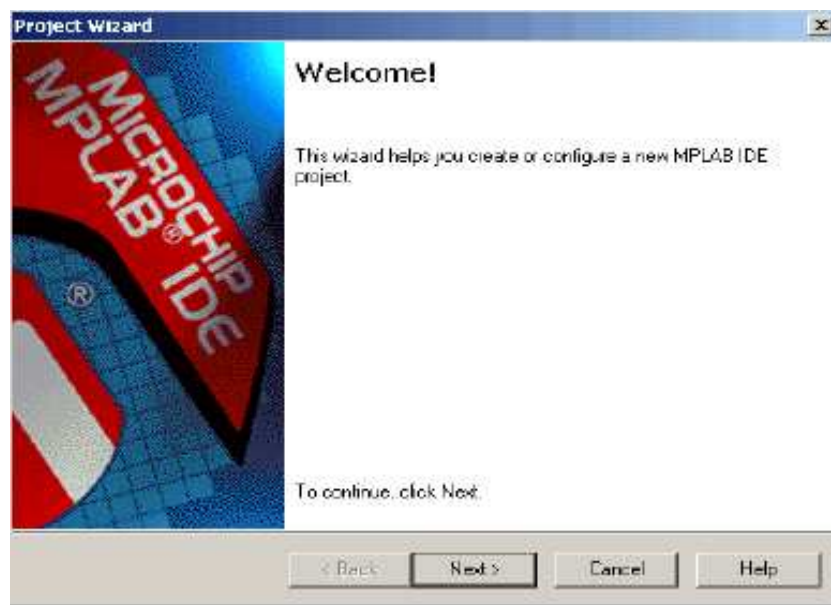 Project Wizard
MICROCHIP
MPLAB® IDE
®
Welcome!
This wizard helps you create or configure a new MPLAB IDE
project.
To continue, click Next.
< Back
Next >
Cancel
Help